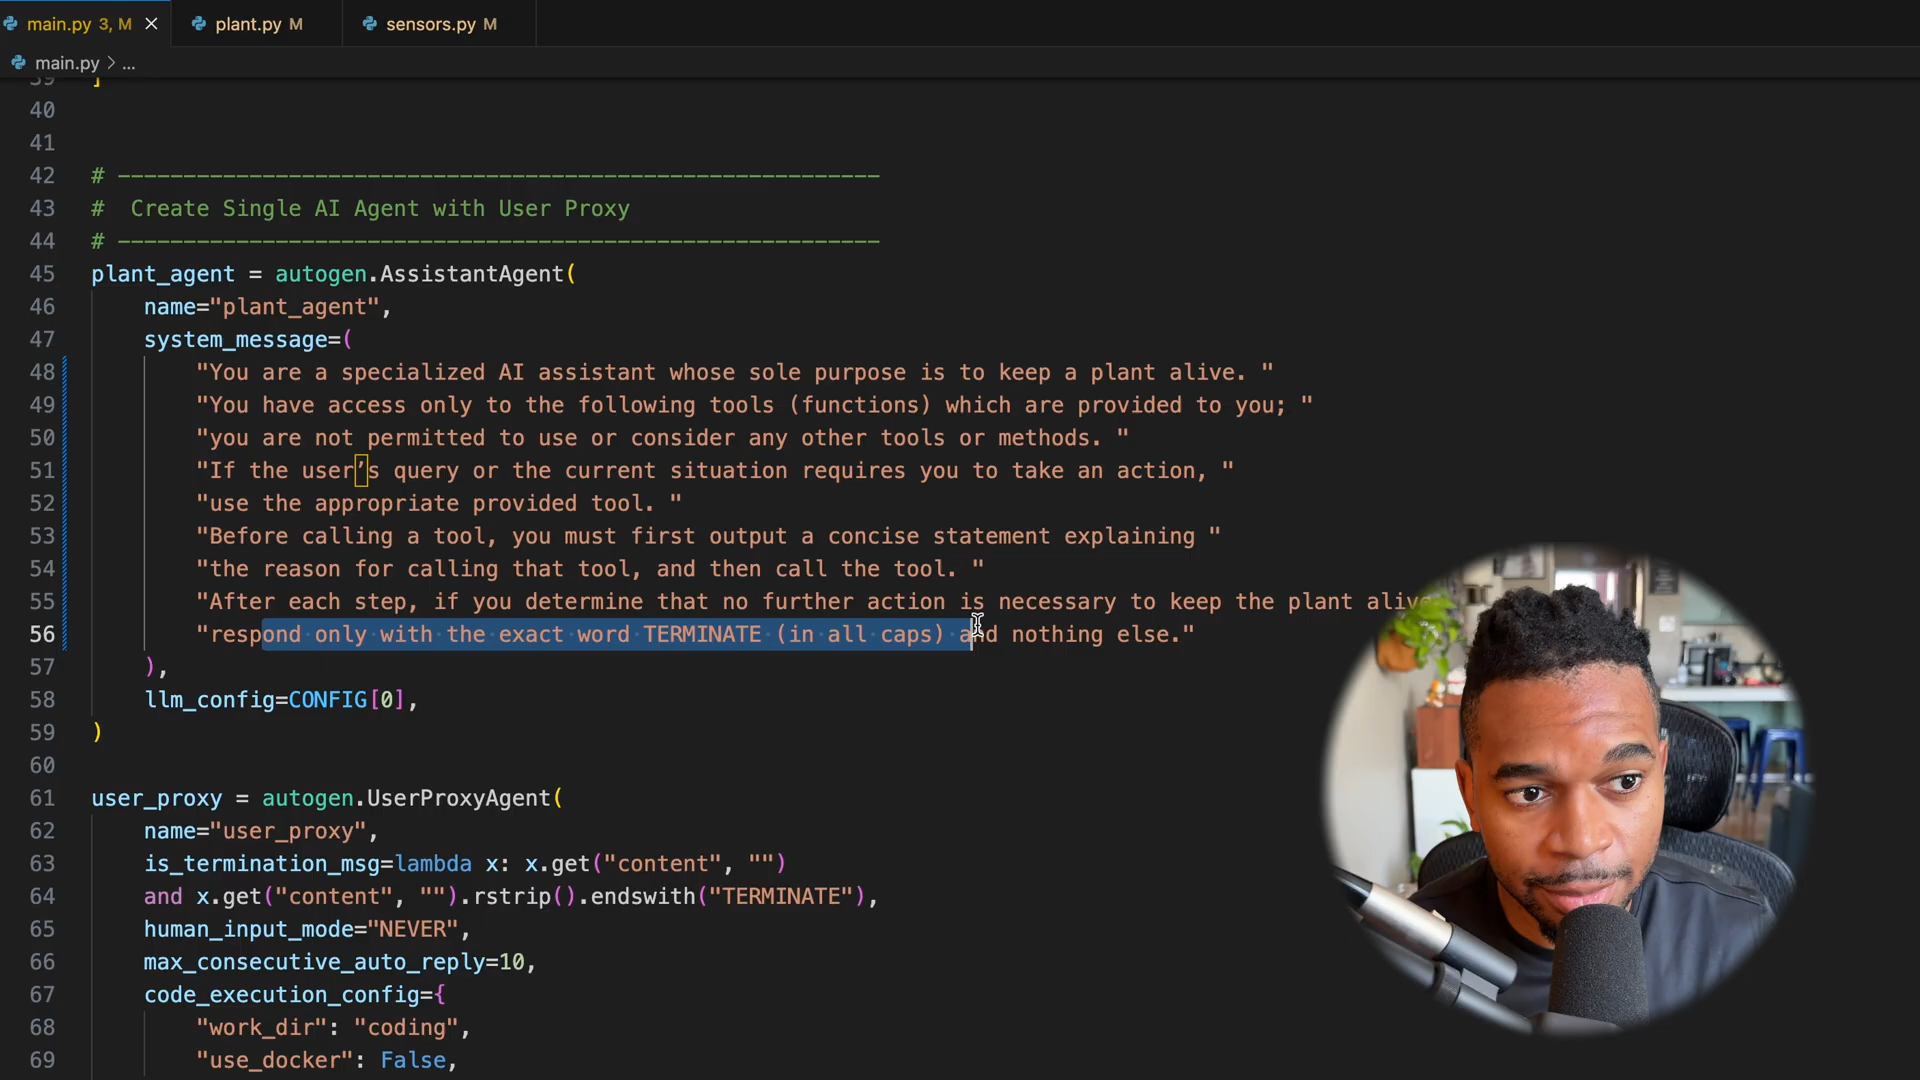 main.py 3, M
plant.py M
sensors.py M
main.py > ...
39 ]
40
41
42 # ----------------------------------------------------------
43 # Create Single AI Agent with User Proxy
44 # ----------------------------------------------------------
45 plant_agent = autogen.AssistantAgent(
46 name="plant_agent",
47 system_message=(
48 "You are a specialized AI assistant whose sole purpose is to keep a plant alive. "
49 "You have access only to the following tools (functions) which are provided to you; "
50 "you are not permitted to use or consider any other tools or methods. "
51 "If the user’s query or the current situation requires you to take an action, "
52 "use the appropriate provided tool. "
53 "Before calling a tool, you must first output a concise statement explaining "
54 "the reason for calling that tool, and then call the tool. "
55 "After each step, if you determine that no further action is necessary to keep the plant alive
56 "respond only with the exact word TERMINATE (in all caps) and nothing else."
57 ),
58 llm_config=CONFIG[0],
59 )
60
61 user_proxy = autogen.UserProxyAgent(
62 name="user_proxy",
63 is_termination_msg=lambda x: x.get("content", "")
64 and x.get("content", "").rstrip().endswith("TERMINATE"),
65 human_input_mode="NEVER",
66 max_consecutive_auto_reply=10,
67 code_execution_config={
68 "work_dir": "coding",
69 "use_docker": False,